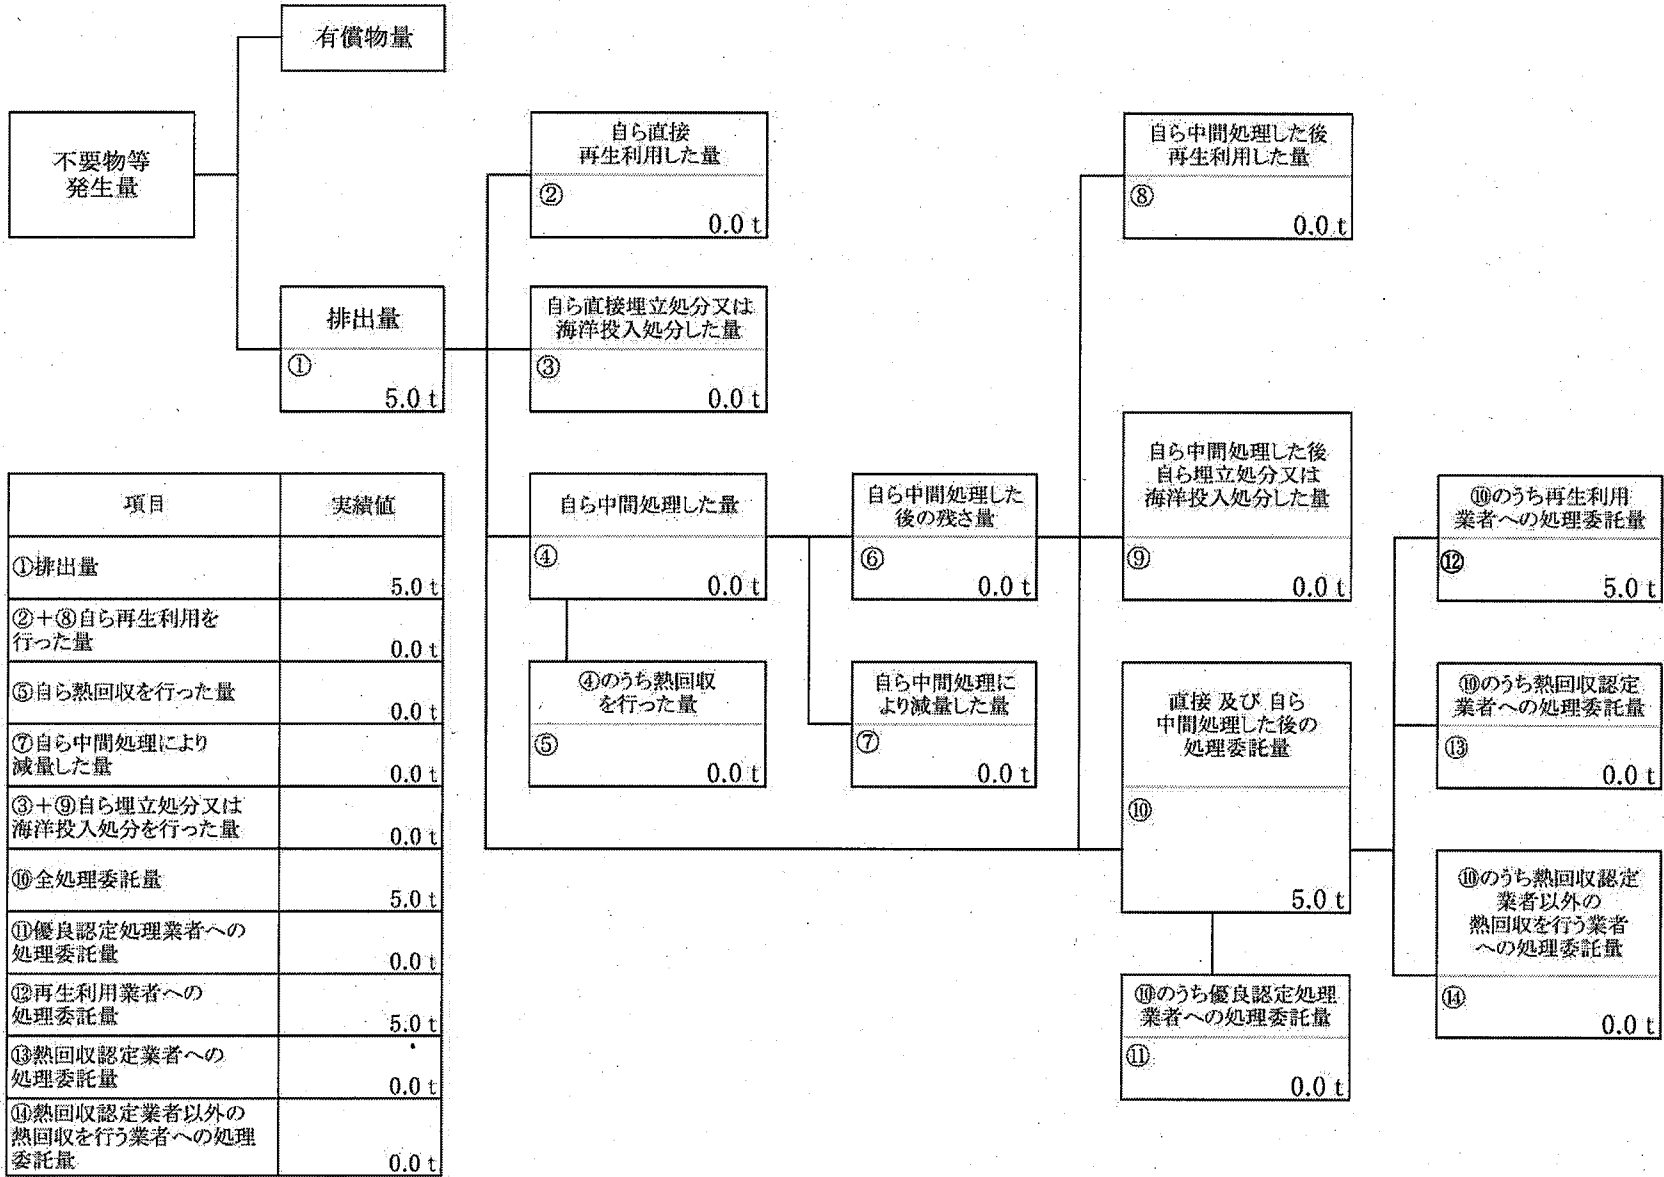 有償物量
不要物等
発生量
排出量
①
5.0 t
自ら直接
再生利用した量
②
0.0 t
自ら直接埋立処分又は
海洋投入処分した量
③
0.0 t
自ら中間処理した量
④
0.0 t
④のうち熱回収
を行った量
⑤
0.0 t
自ら中間処理した
後の残さ量
⑥
0.0 t
自ら中間処理に
より減量した量
⑦
0.0 t
自ら中間処理した後
再生利用した量
⑧
0.0 t
自ら中間処理した後
自ら埋立処分又は
海洋投入処分した量
⑨
0.0 t
直接 及び 自ら
中間処理した後の
処理委託量
⑩
5.0 t
⑩のうち優良認定処理
業者への処理委託量
⑪
0.0 t
⑩のうち再生利用
業者への処理委託量
⑫
5.0 t
⑩のうち熱回収認定
業者への処理委託量
⑬
0.0 t
⑩のうち熱回収認定
業者以外の
熱回収を行う業者
への処理委託量
⑭
0.0 t
項目 実績値
①排出量
5.0 t
②+⑧自ら再生利用を
行った量
0.0 t
⑤自ら熱回収を行った量
0.0 t
⑦自ら中間処理により
減量した量
0.0 t
③+⑨自ら埋立処分又は
海洋投入処分を行った量
0.0 t
⑩全処理委託量
5.0 t
⑪優良認定処理業者への
処理委託量
0.0 t
⑫再生利用業者への
処理委託量
5.0 t
⑬熱回収認定業者への
処理委託量
0.0 t
⑭熱回収認定業者以外の
熱回収を行う業者への処理
委託量
0.0 t